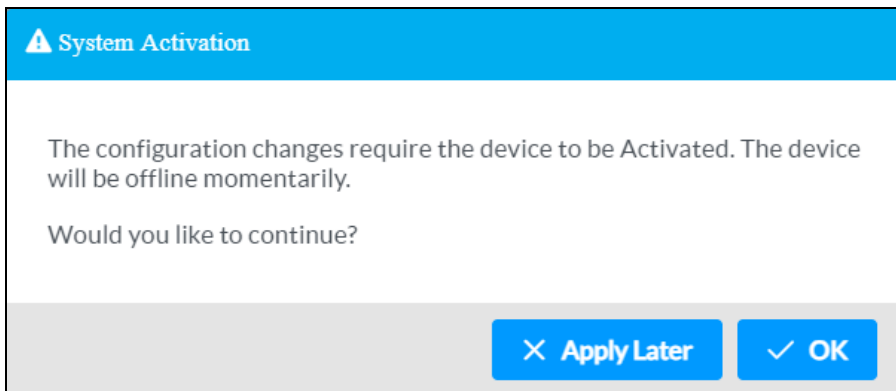 System Activation
The configuration changes require the device to be Activated. The device
will be offline momentarily.
Would you like to continue?
Apply Later
OK